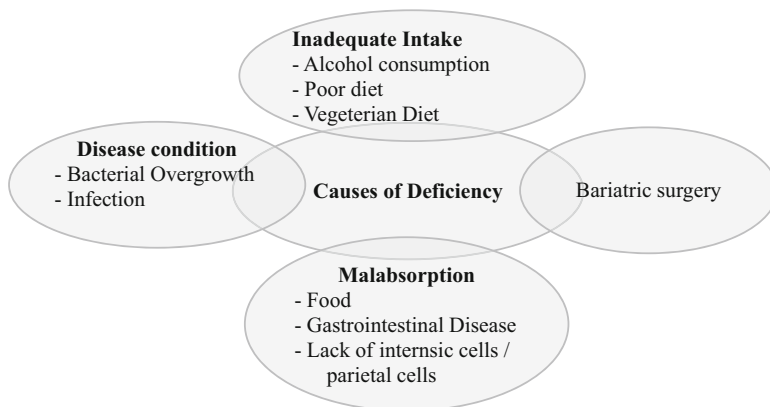 Inadequate Intake
- Alcohol consumption
- Poor diet
- Vegeterian Diet
Disease condition
- Bacterial Overgrowth
- Infection
Causes of Deficiency
Bariatric surgery
Malabsorption
- Food
- Gastrointestinal Disease
- Lack of internsic cells /
parietal cells